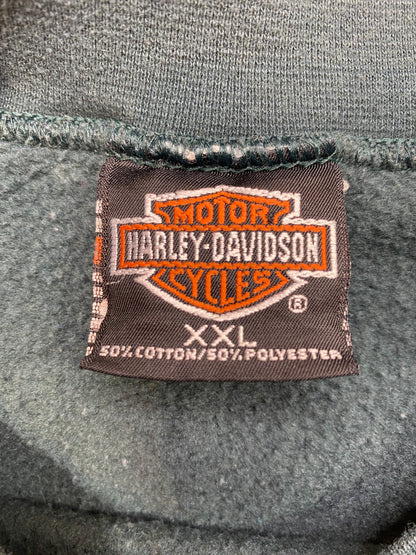 MOTOR
HARLEY-DAVIDSON
CYCLES
®
XXL
50% COTTON/50% POLYESTER